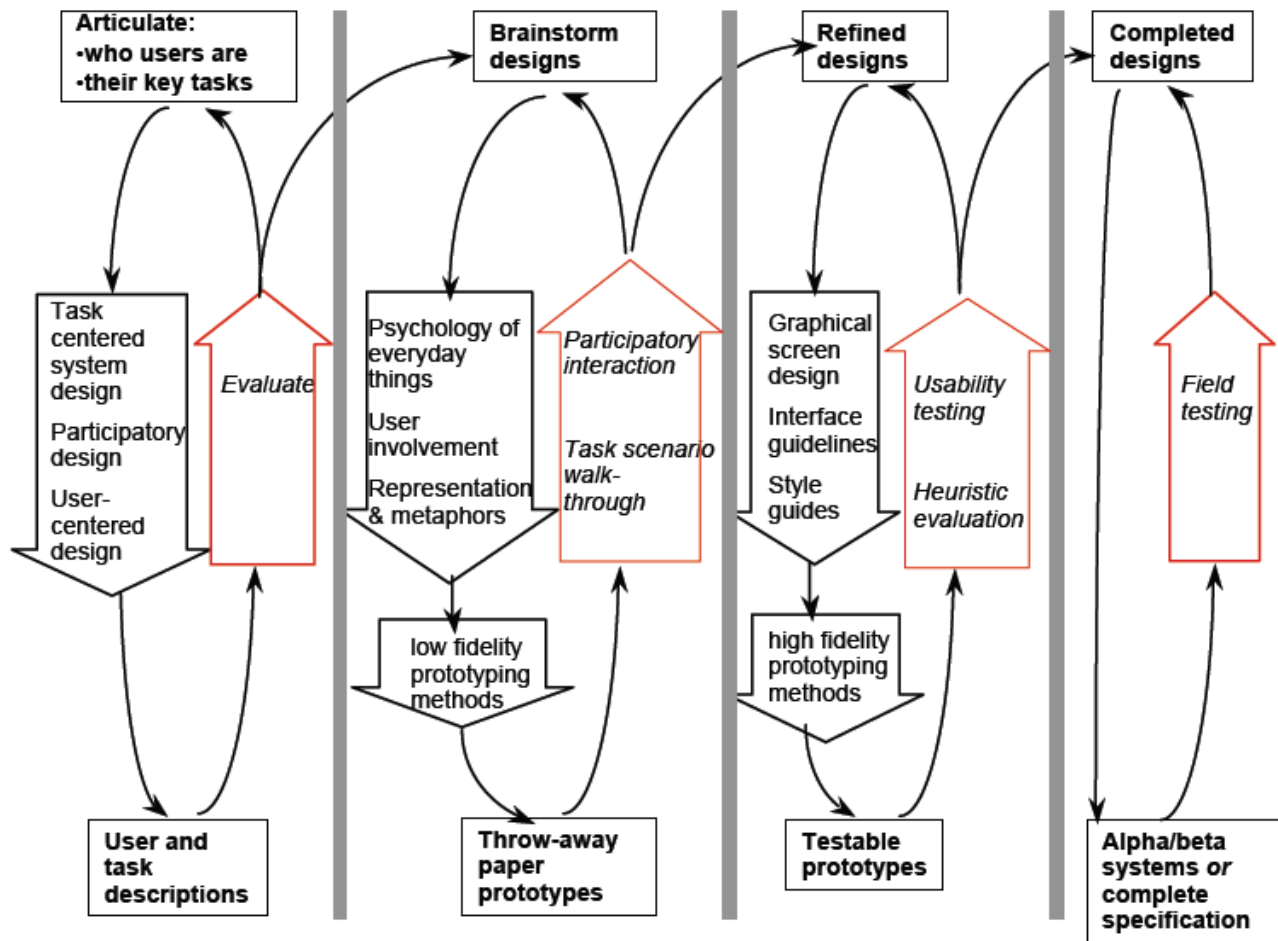 Articulate:
•who users are
•their key tasks
Task
centered
system
design
Participatory
design
User-
centered
design
Evaluate
User and
task
descriptions
Brainstorm
designs
Psychology of
everyday
things
User
involvement
Representation
& metaphors
low fidelity
prototyping
methods
Participatory
interaction
Task scenario
walk-
through
Throw-away
paper
prototypes
Refined
designs
Graphical
screen
design
Interface
guidelines
Style
guides
high fidelity
prototyping
methods
Usability
testing
Heuristic
evaluation
Testable
prototypes
Completed
designs
Field
testing
Alpha/beta
systems or
complete
specification